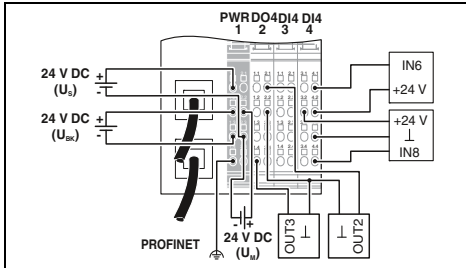 PWR DO4 DI4 DI4
1 2 3 4
24 V DC + -
(US)
24 V DC + -
(UBK)
IN6
+24 V
+24 V
IN8
- +
24 V DC
(UM)
PROFINET
OUT3
OUT2